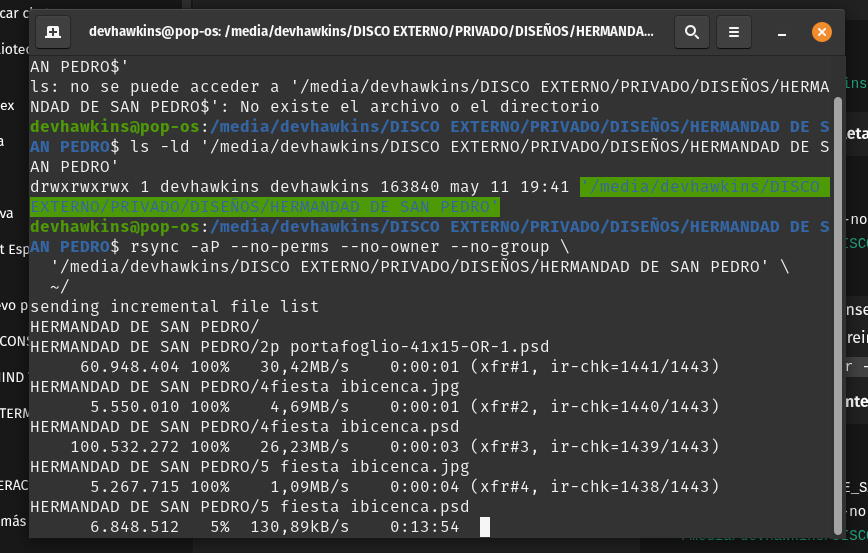 car
devhawkins@pop-os: /media/devhawkins/DISCO EXTERNO/PRIVADO/DISEÑOS/HERMANDA...
AN PEDRO$'
ls: no se puede acceder a '/media/devhawkins/DISCO EXTERNO/PRIVADO/DISEÑOS/HERMA
NDAD DE SAN PEDRO$': No existe el archivo o el directorio
devhawkins@pop-os:/media/devhawkins/DISCO EXTERNO/PRIVADO/DISEÑOS/HERMANDAD DE S
AN PEDRO$ ls -ld '/media/devhawkins/DISCO EXTERNO/PRIVADO/DISEÑOS/HERMANDAD DE S
AN PEDRO'
drwxrwxrwx 1 devhawkins devhawkins 163840 may 11 19:41 '/media/devhawkins/DISCO
EXTERNO/PRIVADO/DISEÑOS/HERMANDAD DE SAN PEDRO'
devhawkins@pop-os:/media/devhawkins/DISCO EXTERNO/PRIVADO/DISEÑOS/HERMANDAD DE S
AN PEDRO$ rsync -aP --no-perms --no-owner --no-group \
'/media/devhawkins/DISCO EXTERNO/PRIVADO/DISEÑOS/HERMANDAD DE SAN PEDRO' \
~/
sending incremental file list
HERMANDAD DE SAN PEDRO/
HERMANDAD DE SAN PEDRO/2p portafoglio-41x15-OR-1.psd
60.948.404 100% 30,42MB/s 0:00:01 (xfr#1, ir-chk=1441/1443)
HERMANDAD DE SAN PEDRO/4fiesta ibicenca.jpg
5.550.010 100% 4,69MB/s 0:00:01 (xfr#2, ir-chk=1440/1443)
HERMANDAD DE SAN PEDRO/4fiesta ibicenca.psd
100.532.272 100% 26,23MB/s 0:00:03 (xfr#3, ir-chk=1439/1443)
HERMANDAD DE SAN PEDRO/5 fiesta ibicenca.jpg
5.267.715 100% 1,09MB/s 0:00:04 (xfr#4, ir-chk=1438/1443)
HERMANDAD DE SAN PEDRO/5 fiesta ibicenca.psd
6.848.512 5% 130,89kB/s 0:13:54